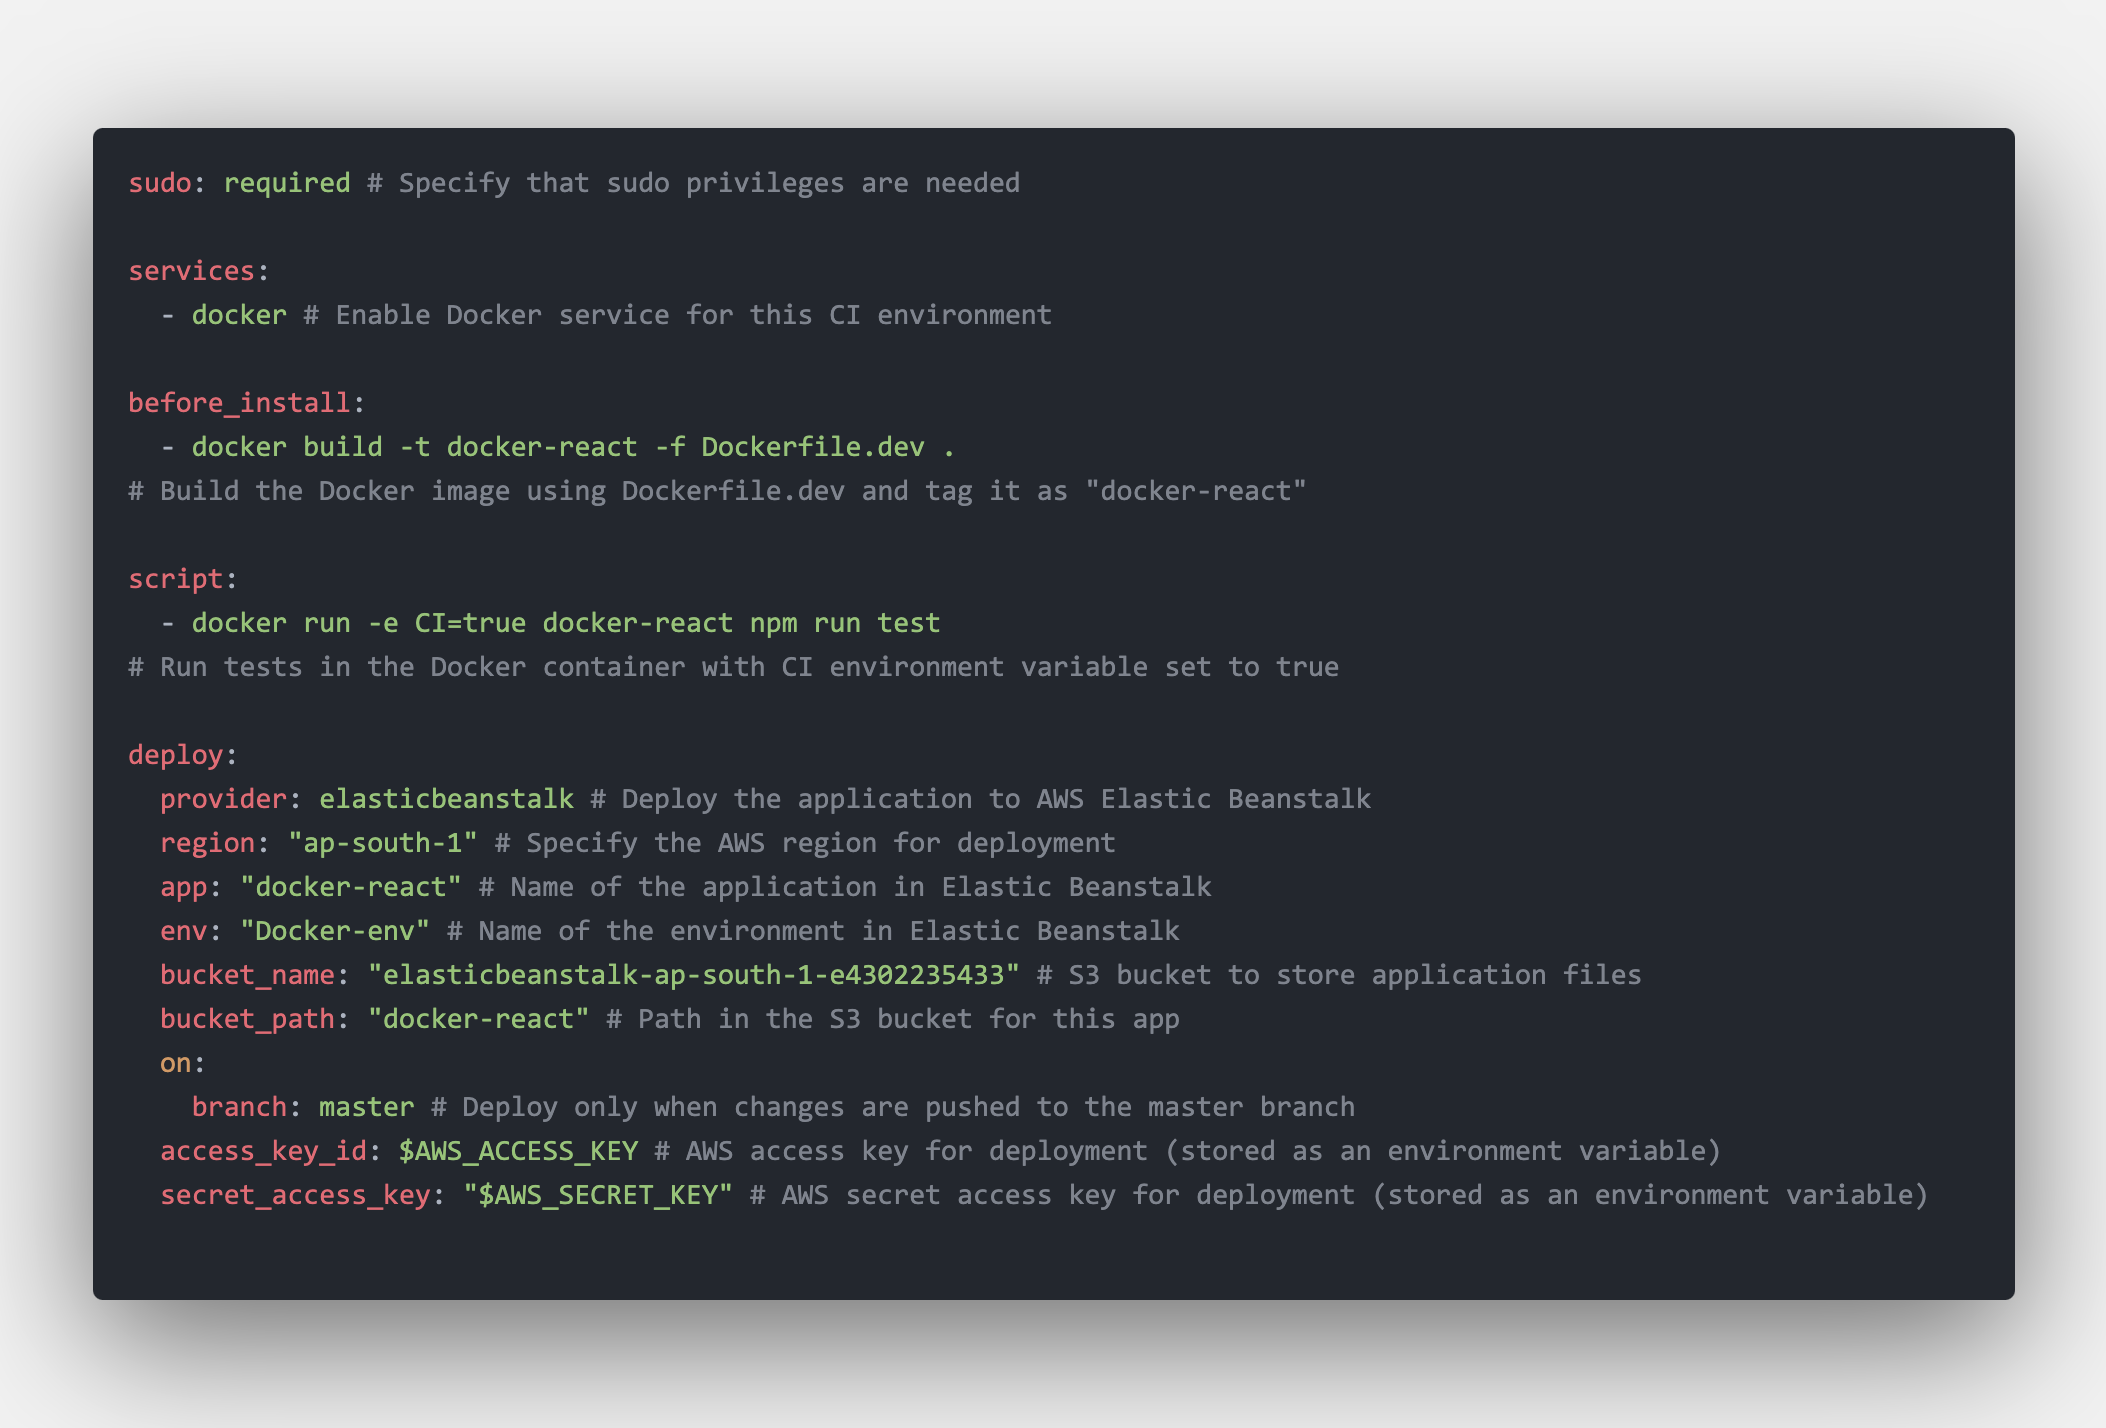 sudo: required # Specify that sudo privileges are needed
services:
  - docker # Enable Docker service for this CI environment
before_install:
  - docker build -t docker-react -f Dockerfile.dev .
# Build the Docker image using Dockerfile.dev and tag it as "docker-react"
script:
  - docker run -e CI=true docker-react npm run test
# Run tests in the Docker container with CI environment variable set to true
deploy:
  provider: elasticbeanstalk # Deploy the application to AWS Elastic Beanstalk
  region: "ap-south-1" # Specify the AWS region for deployment
  app: "docker-react" # Name of the application in Elastic Beanstalk
  env: "Docker-env" # Name of the environment in Elastic Beanstalk
  bucket_name: "elasticbeanstalk-ap-south-1-e4302235433" # S3 bucket to store application files
  bucket_path: "docker-react" # Path in the S3 bucket for this app
  on:
    branch: master # Deploy only when changes are pushed to the master branch
  access_key_id: $AWS_ACCESS_KEY # AWS access key for deployment (stored as an environment variable)
  secret_access_key: "$AWS_SECRET_KEY" # AWS secret access key for deployment (stored as an environment variable)